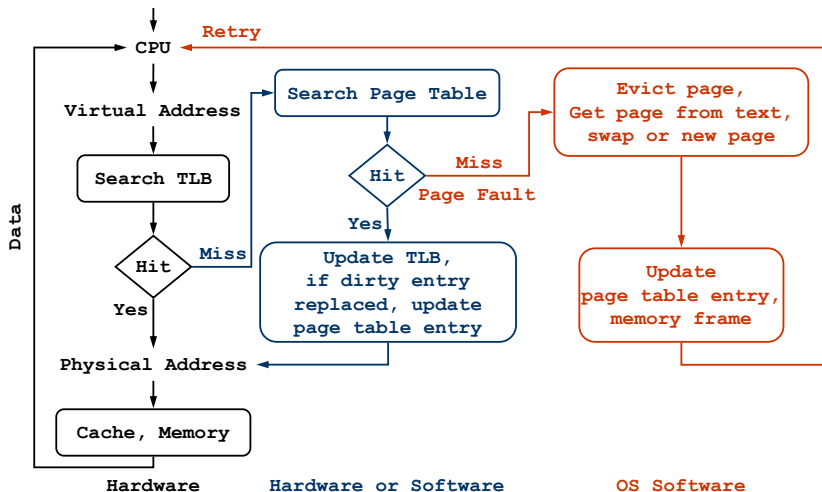 Retry
CPU
Virtual Address
Search TLB
Hit
Miss
Yes
Physical Address
Cache, Memory
Data
Hardware
Search Page Table
Hit
Miss
Page Fault
Yes
Update TLB,
if dirty entry
replaced, update
page table entry
Hardware or Software
Evict page,
Get page from text,
swap or new page
Update
page table entry,
memory frame
OS Software